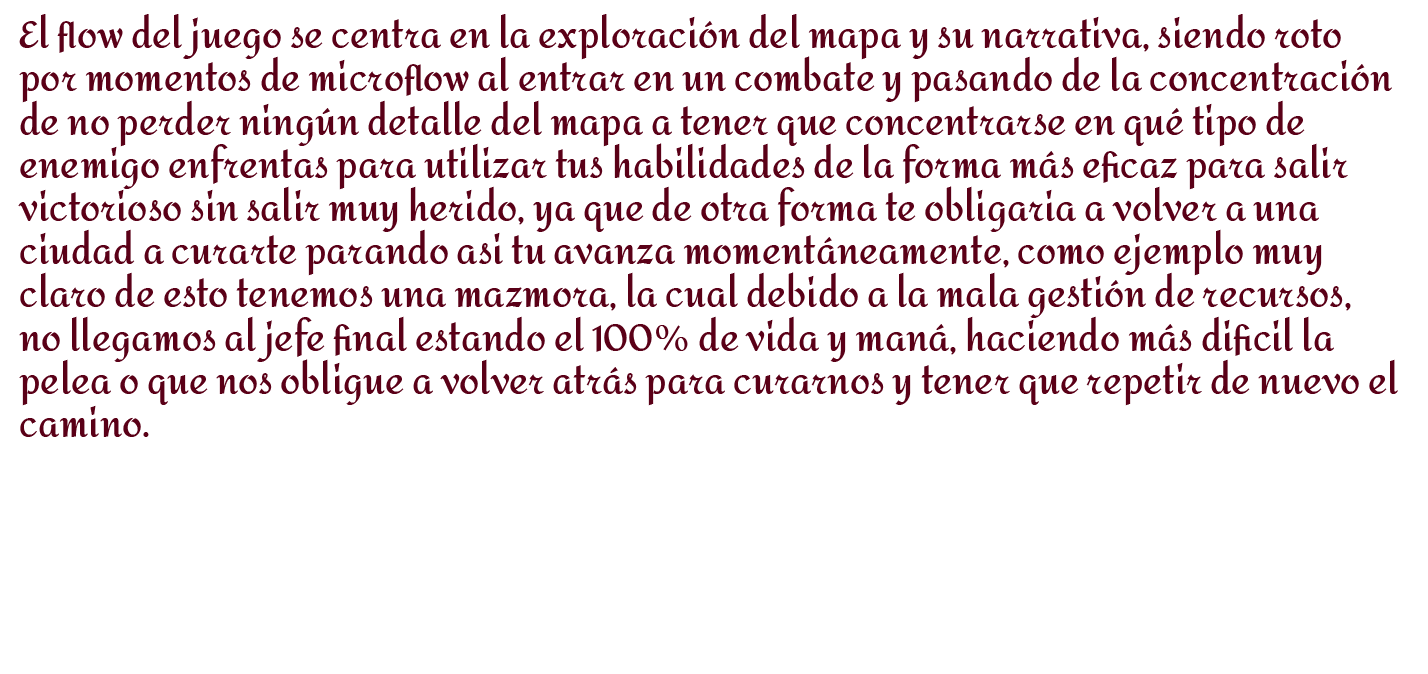 El flow del juego se centra en la exploración del mapa y su narrativa, siendo roto
por momentos de microflow al entrar en un combate y pasando de la concentración
de no perder ningún detalle del mapa a tener que concentrarse en qué tipo de
enemigo enfrentas para utilizar tus habilidades de la forma más eficaz para salir
victorioso sin salir muy herido, ya que de otra forma te obligaria a volver a una
ciudad a curarte parando asi tu avanza momentáneamente, como ejemplo muy
claro de esto tenemos una mazmora, la cual debido a la mala gestión de recursos,
no llegamos al jefe final estando el 100% de vida y maná, haciendo más dificil la
pelea o que nos obligue a volver atrás para curarnos y tener que repetir de nuevo el
camino.